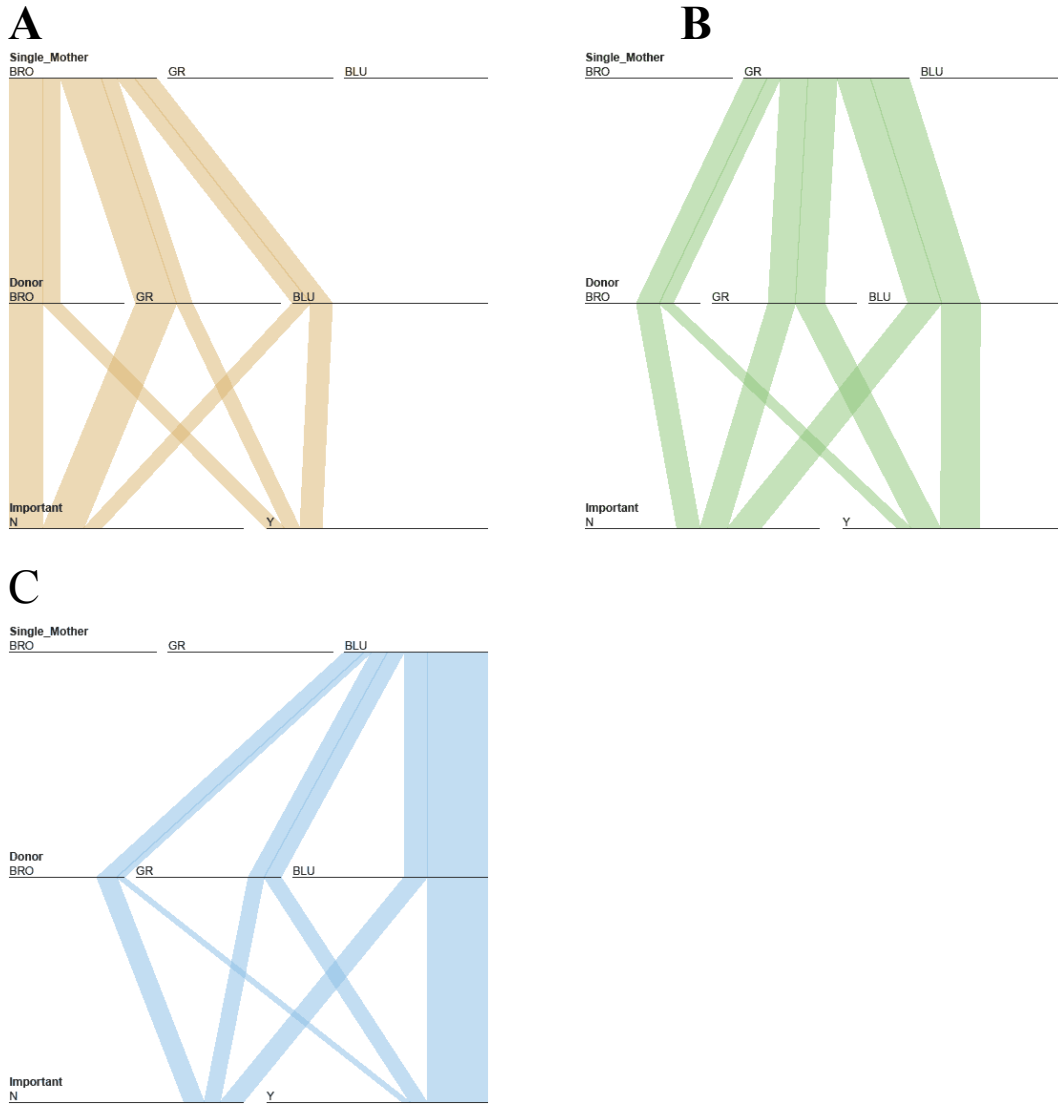 A
Single_Mother
BRO GR BLU
Donor
BRO GR BLU
Important
N Y
B
Single_Mother
BRO GR BLU
Donor
BRO GR BLU
Important
N Y
C
Single_Mother
BRO GR BLU
Donor
BRO GR BLU
Important
N Y